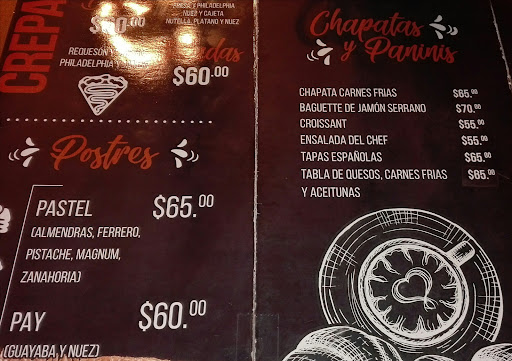 CREPA
$60.00
FRESA Y PHILADELPHIA
NUEZ Y CAJETA
NUTELLA, PLATANO Y NUEZ
REQUESÓN Y
PHILADELPHIA Y
$60.00
Postres
PASTEL $65.00
(ALMENDRAS, FERRERO,
PISTACHE, MAGNUM,
ZANAHORIA)
PAY $60.00
(GUAYABA Y NUEZ)
Chapatas
y Paninis
CHAPATA CARNES FRIAS $65.00
BAGUETTE DE JAMÓN SERRANO $70.00
CROISSANT $55.00
ENSALADA DEL CHEF $55.00
TAPAS ESPAÑOLAS $65.00
TABLA DE QUESOS, CARNES FRIAS $85.00
Y ACEITUNAS